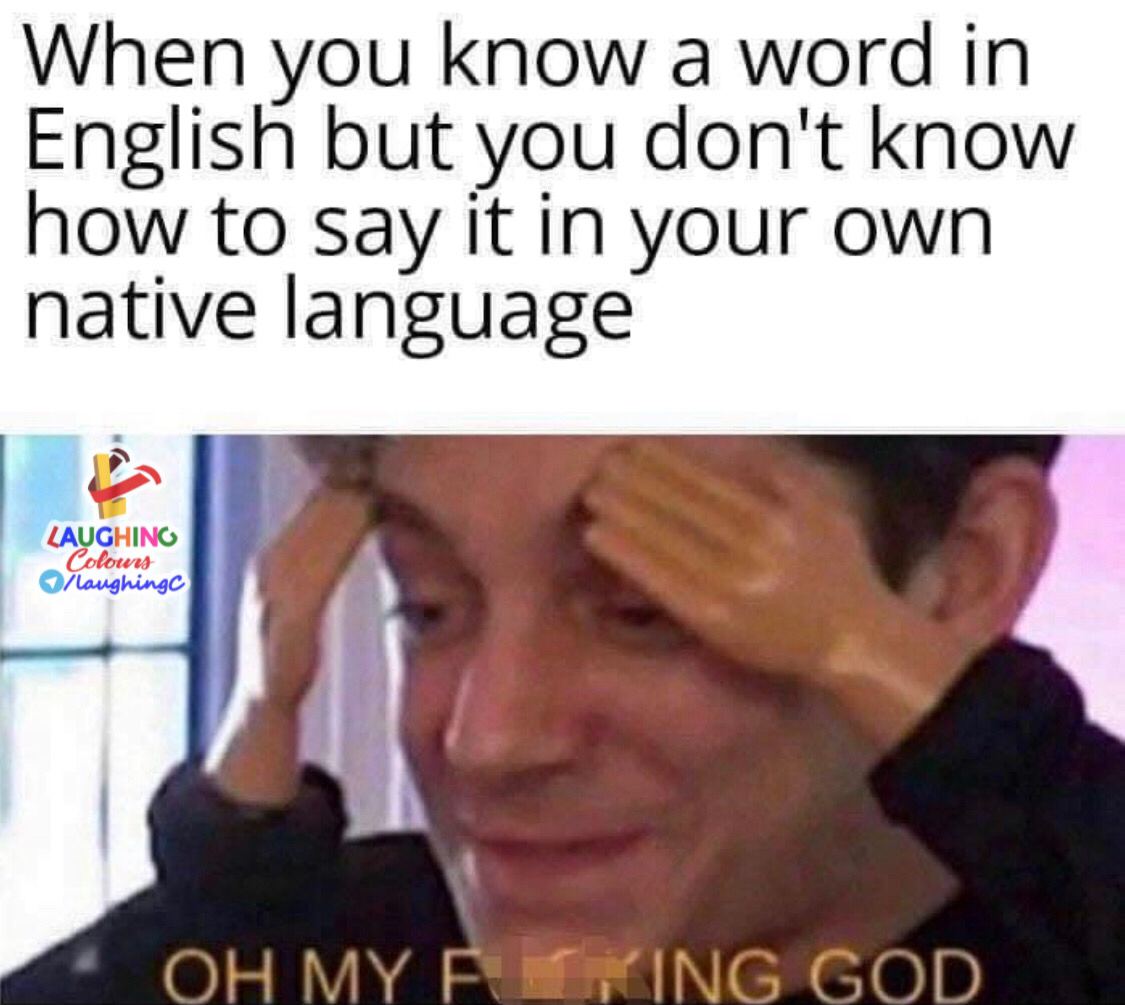 When you know a word in
English but you don't know
how to say it in your own
native language
LAUGHING
Colours
/laughingC
OH MY F KING GOD